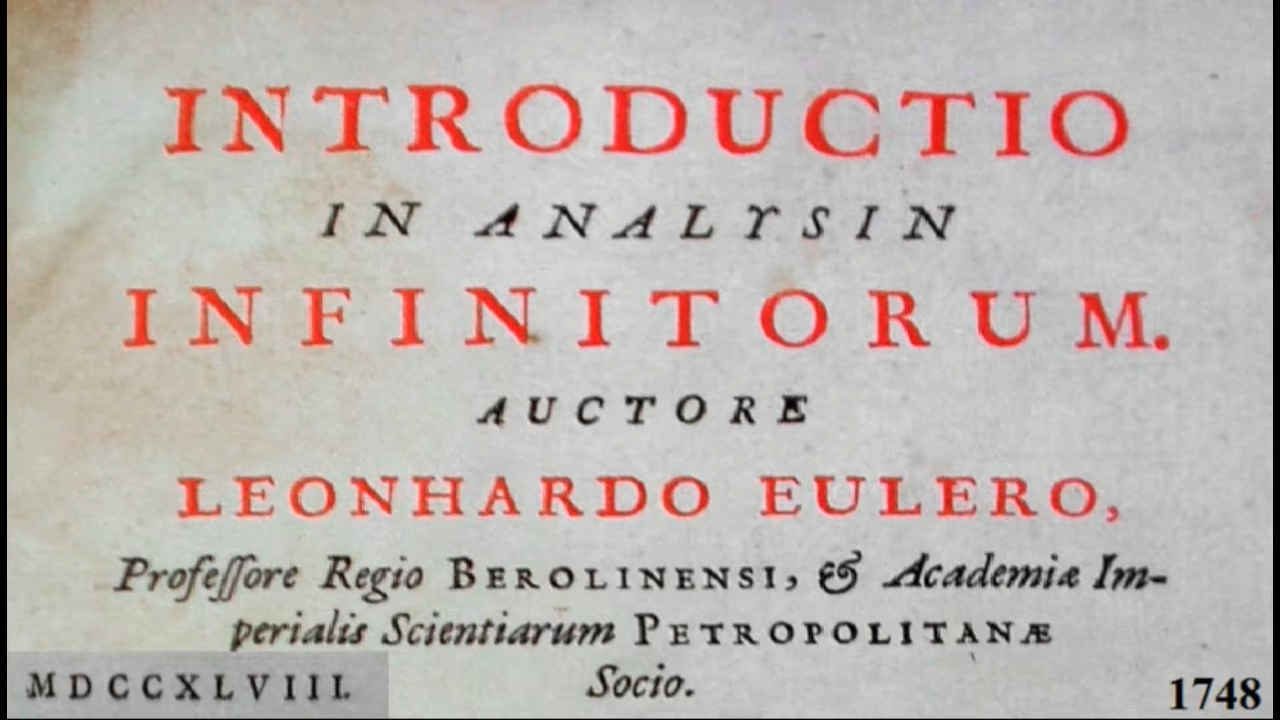 INTRODUCTIO
IN ANALYSIN
INFINITORUM.
AUCTORE
LEONHARDO EULERO,
Professore Regio BEROLINENSI, & Academiæ Im-
perialis Scientiarum PETROPOLITANÆ
Socio.
MDCCXLVIII.
1748